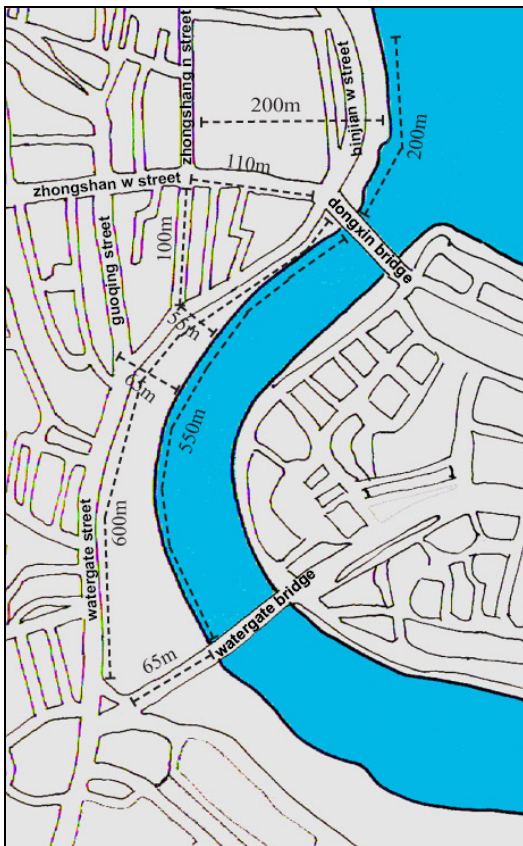 zhongshang n street
binjian w street
200m
200m
110m
zhongshan w street
dongxin bridge
100m
guoqing street
55m
65m
550m
600m
watergate street
watergate bridge
65m